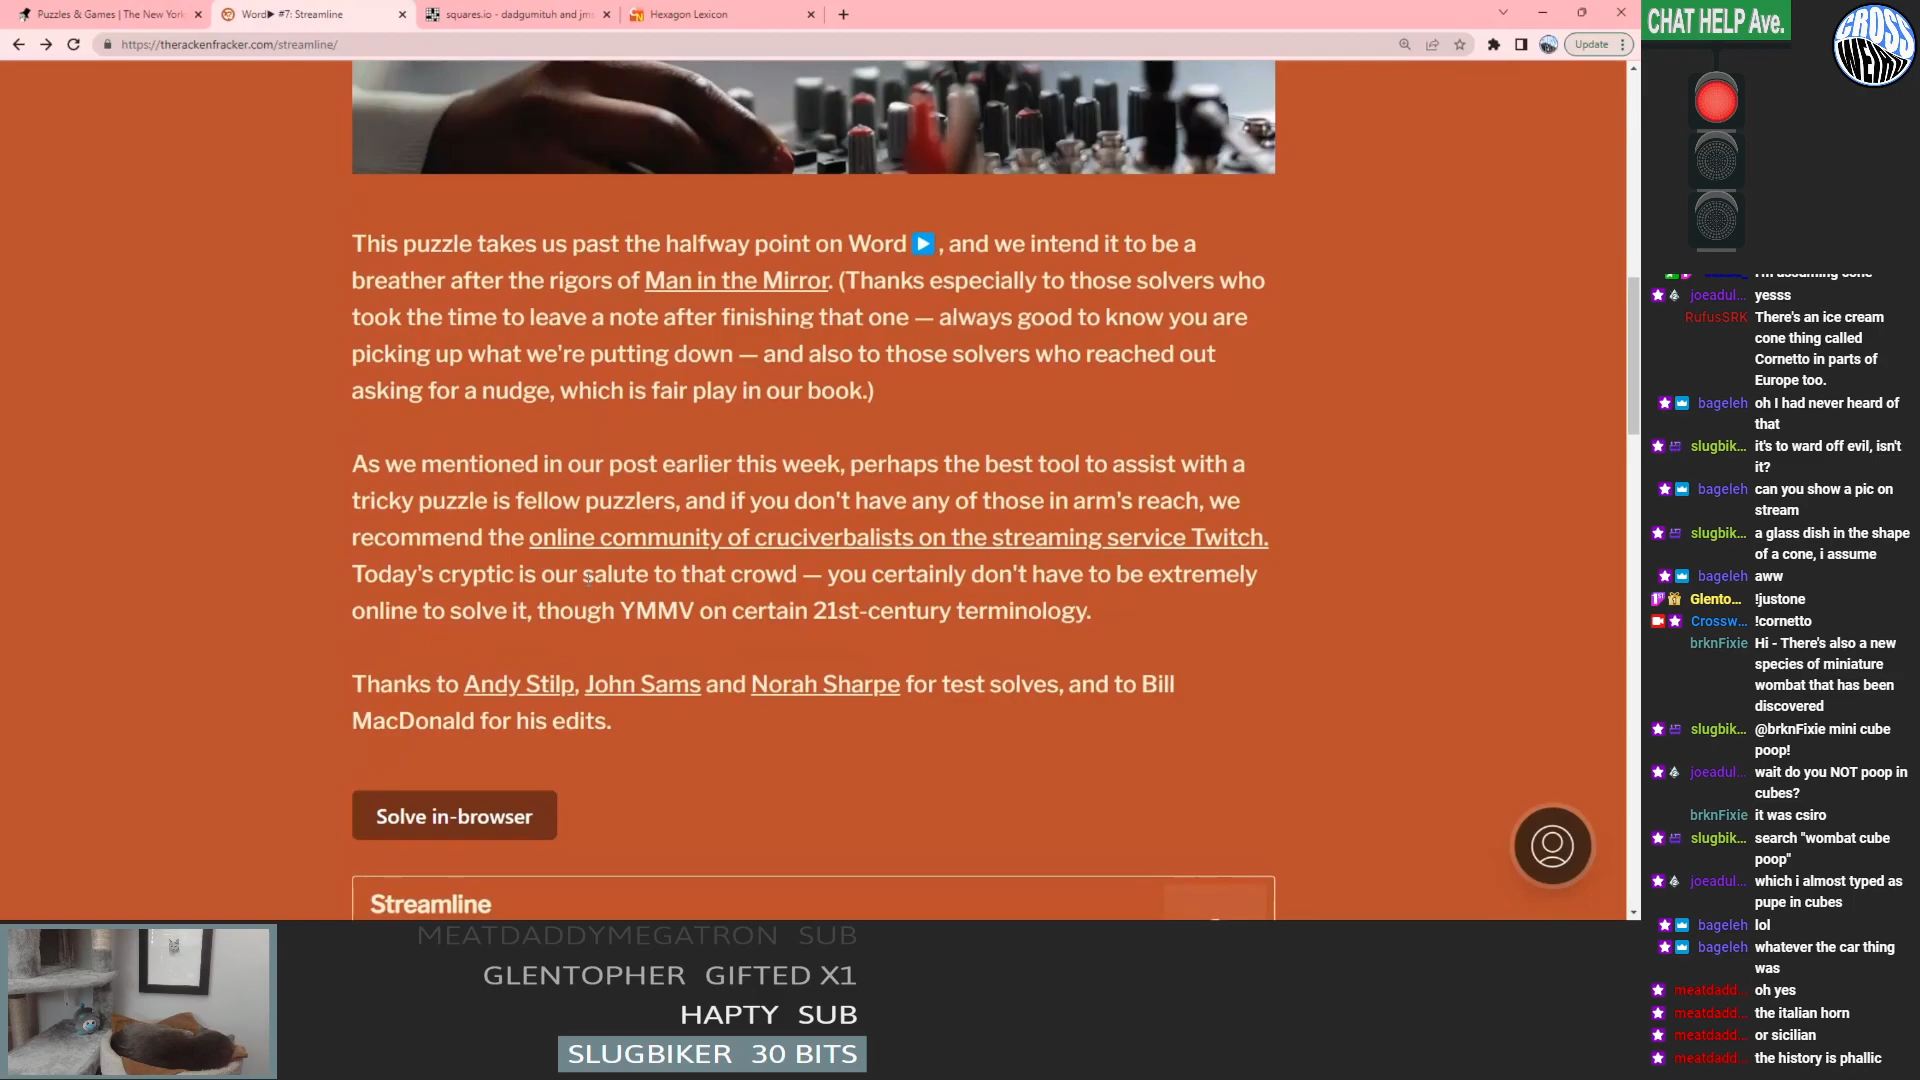 Puzzles & Games | The New York
Word▶ #7: Streamline
squares.io - dadgumituh and jms
Hexagon Lexicon
https://therackenfracker.com/streamline/
Update
This puzzle takes us past the halfway point on Word ▶️ , and we intend it to be a
breather after the rigors of Man in the Mirror. (Thanks especially to those solvers who
took the time to leave a note after finishing that one — always good to know you are
picking up what we're putting down — and also to those solvers who reached out
asking for a nudge, which is fair play in our book.)
As we mentioned in our post earlier this week, perhaps the best tool to assist with a
tricky puzzle is fellow puzzlers, and if you don't have any of those in arm's reach, we
recommend the online community of cruciverbalists on the streaming service Twitch.
Today's cryptic is our salute to that crowd — you certainly don't have to be extremely
online to solve it, though YMMV on certain 21st-century terminology.
Thanks to Andy Stilp, John Sams and Norah Sharpe for test solves, and to Bill
MacDonald for his edits.
Solve in-browser
Streamline
MEATDADDYMEGATRON SUB
GLENTOPHER GIFTED X1
HAPTY SUB
SLUGBIKER 30 BITS
CHAT HELP Ave.
CROSS
WEIRD
I'm assuming cone
joeadul... yesss
RufusSRK There's an ice cream
cone thing called
Cornetto in parts of
Europe too.
bageleh oh I had never heard of
that
slugbik... it's to ward off evil, isn't
it?
bageleh can you show a pic on
stream
slugbik... a glass dish in the shape
of a cone, i assume
bageleh aww
Glento... !justone
Crossw... !cornetto
brknFixie Hi - There's also a new
species of miniature
wombat that has been
discovered
slugbik... @brknFixie mini cube
poop!
joeadul... wait do you NOT poop in
cubes?
brknFixie it was csiro
slugbik... search "wombat cube
poop"
joeadul... which i almost typed as
pupe in cubes
bageleh lol
bageleh whatever the car thing
was
meatdadd... oh yes
meatdadd... the italian horn
meatdadd... or sicilian
meatdadd... the history is phallic